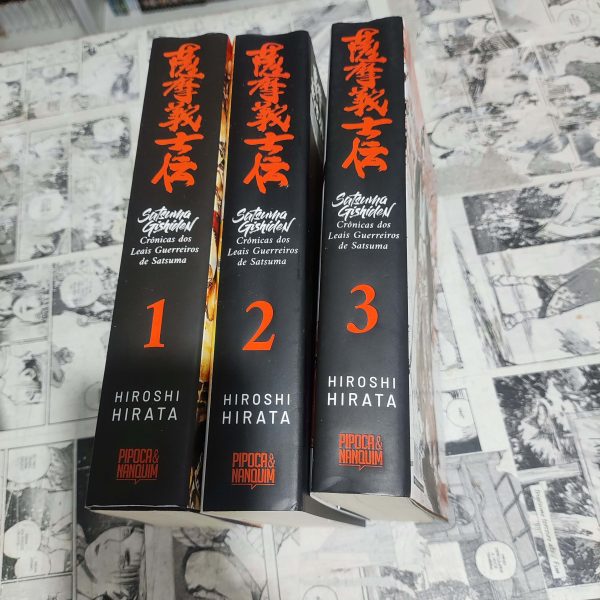 薩摩義士伝
Satsuma
Gishiden
Crônicas dos
Leais Guerreiros
de Satsuma
1
HIROSHI
HIRATA
PIPOCA &
NANQUIM
薩摩義士伝
Satsuma
Gishiden
Crônicas dos
Leais Guerreiros
de Satsuma
2
HIROSHI
HIRATA
PIPOCA &
NANQUIM
薩摩義士伝
Satsuma
Gishiden
Crônicas dos
Leais Guerreiros
de Satsuma
3
HIROSHI
HIRATA
PIPOCA &
NANQUIM